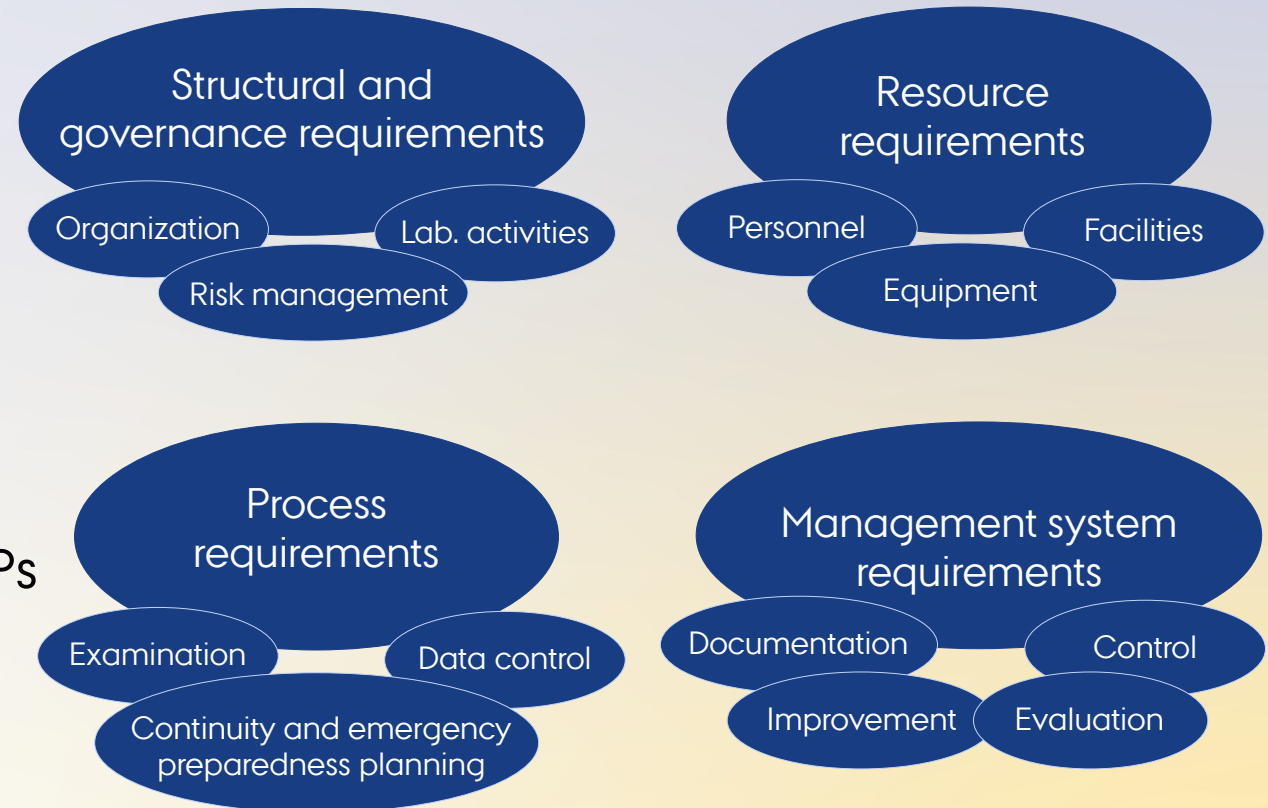 Structural and
governance requirements
Organization
Lab. activities
Risk management
Resource
requirements
Personnel
Facilities
Equipment
Process
requirements
Examination
Data control
Continuity and emergency
preparedness planning
Management system
requirements
Documentation
Control
Improvement
Evaluation